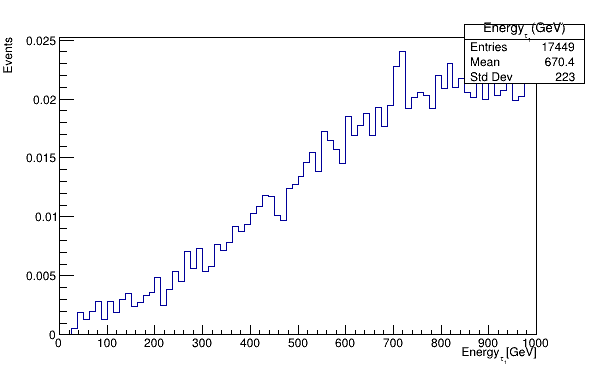 Energy_τ₁(GeV)
Entries 17449
Mean 670.4
Std Dev 223
Events
0.025
0.02
0.015
0.01
0.005
0
0 100 200 300 400 500 600 700 800 900 1000
Energy_τ₁[GeV]